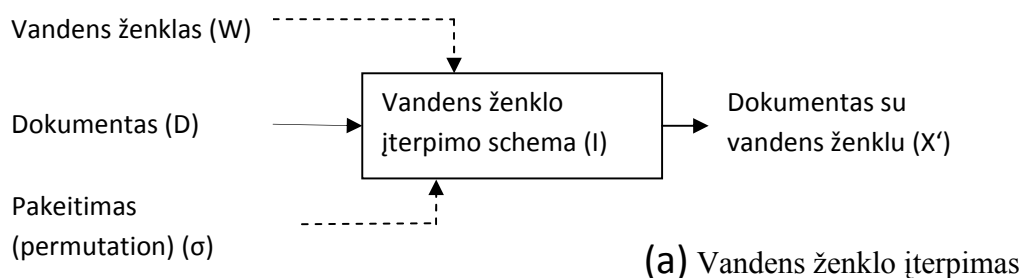 Vandens ženklas (W)
Dokumentas (D)
Pakeitimas
(permutation) (σ)
Vandens ženklo
įterpimo schema (I)
Dokumentas su
vandens ženklu (X‘)
(a) Vandens ženklo įterpimas